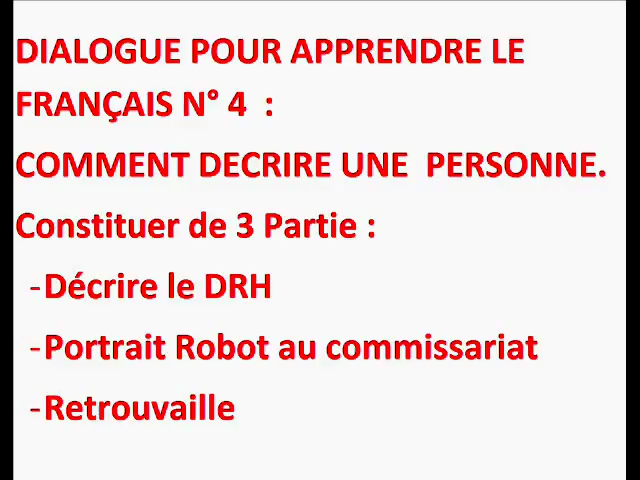 DIALOGUE POUR APPRENDRE LE
FRANÇAIS N° 4 :
COMMENT DECRIRE UNE PERSONNE.
Constituer de 3 Partie :
-Décrire le DRH
-Portrait Robot au commissariat
-Retrouvaille